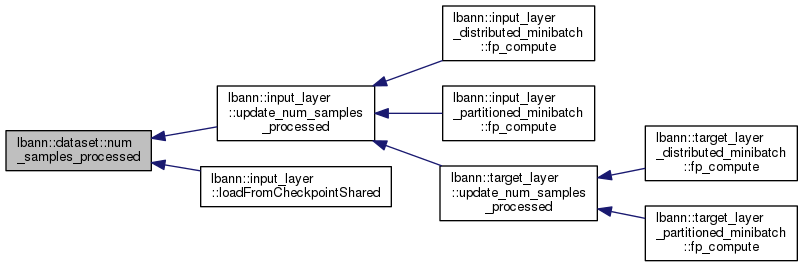 lbann::dataset::num
_samples_processed
lbann::input_layer
::update_num_samples
_processed
lbann::input_layer
::loadFromCheckpointShared
lbann::input_layer
_distributed_minibatch
::fp_compute
lbann::input_layer
_partitioned_minibatch
::fp_compute
lbann::target_layer
::update_num_samples
_processed
lbann::target_layer
_distributed_minibatch
::fp_compute
lbann::target_layer
_partitioned_minibatch
::fp_compute